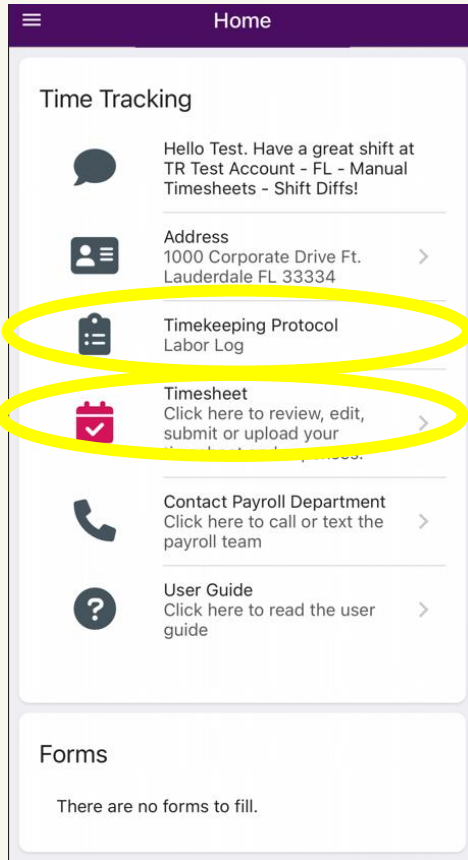 Home
Time Tracking
Hello Test. Have a great shift at
TR Test Account - FL - Manual
Timesheets - Shift Diffs!
Address
1000 Corporate Drive Ft.
Lauderdale FL 33334
Timekeeping Protocol
Labor Log
Timesheet
Click here to review, edit,
submit or upload your
Contact Payroll Department
Click here to call or text the
payroll team
User Guide
Click here to read the user
guide
Forms
There are no forms to fill.